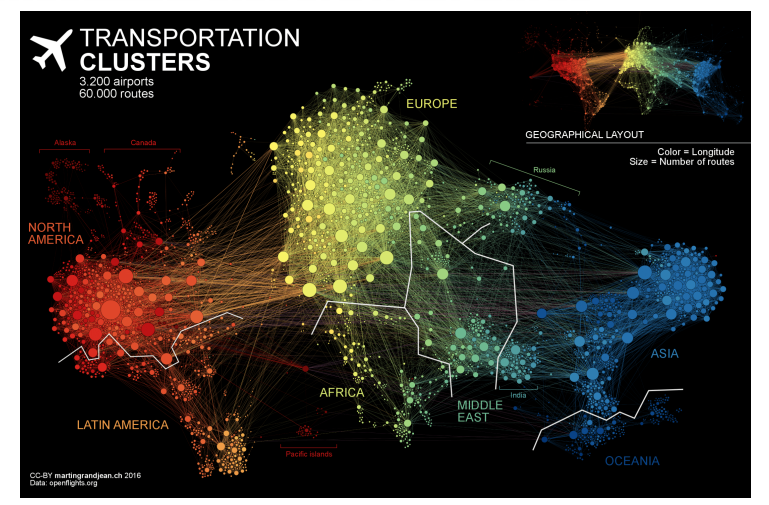 TRANSPORTATION
CLUSTERS
3.200 airports
60.000 routes
EUROPE
GEOGRAPHICAL LAYOUT
Color = Longitude
Size = Number of routes
Alaska
Canada
Russia
NORTH
AMERICA
ASIA
AFRICA
India
MIDDLE
EAST
LATIN AMERICA
Pacific islands
OCEANIA
CC-BY martingrandjean.ch 2016
Data: openflights.org